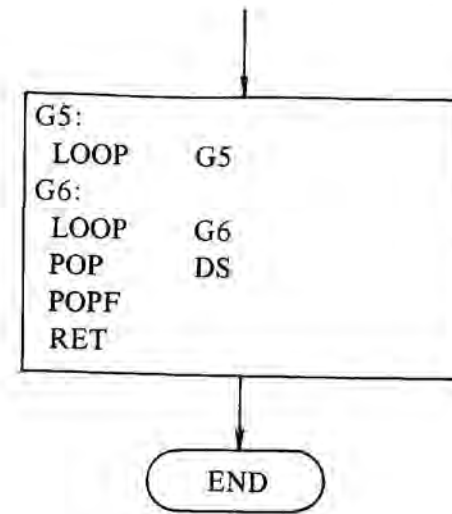 G5:
LOOP G5
G6:
LOOP G6
POP DS
POPF
RET
END